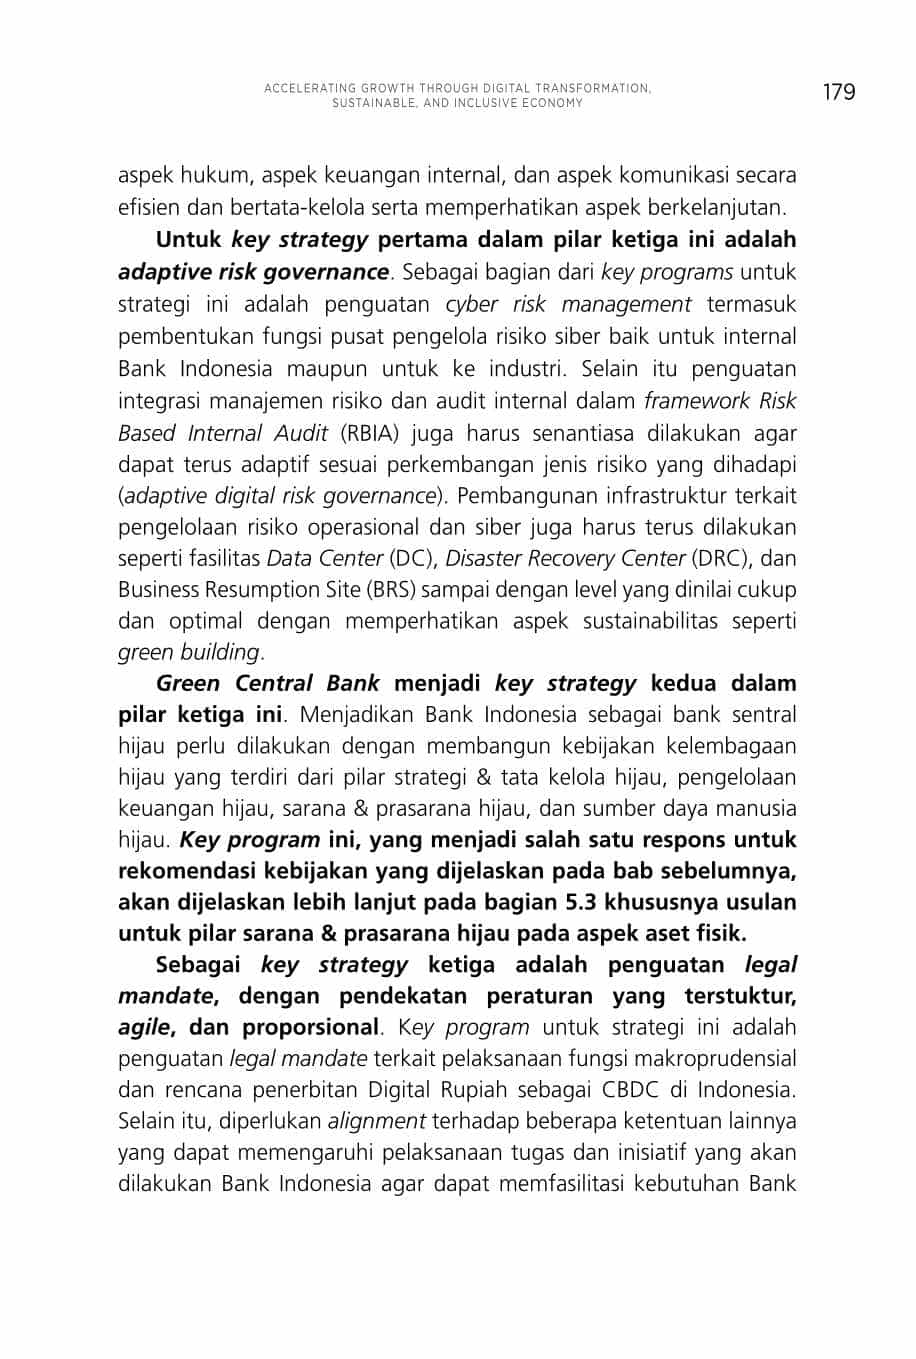 ACCELERATING GROWTH THROUGH DIGITAL TRANSFORMATION,
SUSTAINABLE, AND INCLUSIVE ECONOMY
179
aspek hukum, aspek keuangan internal, dan aspek komunikasi secara
efisien dan bertata-kelola serta memperhatikan aspek berkelanjutan.
Untuk key strategy pertama dalam pilar ketiga ini adalah
adaptive risk governance. Sebagai bagian dari key programs untuk
strategi ini adalah penguatan cyber risk management termasuk
pembentukan fungsi pusat pengelola risiko siber baik untuk internal
Bank Indonesia maupun untuk ke industri. Selain itu penguatan
integrasi manajemen risiko dan audit internal dalam framework Risk
Based Internal Audit (RBIA) juga harus senantiasa dilakukan agar
dapat terus adaptif sesuai perkembangan jenis risiko yang dihadapi
(adaptive digital risk governance). Pembangunan infrastruktur terkait
pengelolaan risiko operasional dan siber juga harus terus dilakukan
seperti fasilitas Data Center (DC), Disaster Recovery Center (DRC), dan
Business Resumption Site (BRS) sampai dengan level yang dinilai cukup
dan optimal dengan memperhatikan aspek sustainabilitas seperti
green building.
Green Central Bank menjadi key strategy kedua dalam
pilar ketiga ini. Menjadikan Bank Indonesia sebagai bank sentral
hijau perlu dilakukan dengan membangun kebijakan kelembagaan
hijau yang terdiri dari pilar strategi & tata kelola hijau, pengelolaan
keuangan hijau, sarana & prasarana hijau, dan sumber daya manusia
hijau. Key program ini, yang menjadi salah satu respons untuk
rekomendasi kebijakan yang dijelaskan pada bab sebelumnya,
akan dijelaskan lebih lanjut pada bagian 5.3 khususnya usulan
untuk pilar sarana & prasarana hijau pada aspek aset fisik.
Sebagai key strategy ketiga adalah penguatan legal
mandate, dengan pendekatan peraturan yang terstuktur,
agile, dan proporsional. Key program untuk strategi ini adalah
penguatan legal mandate terkait pelaksanaan fungsi makroprudensial
dan rencana penerbitan Digital Rupiah sebagai CBDC di Indonesia.
Selain itu, diperlukan alignment terhadap beberapa ketentuan lainnya
yang dapat memengaruhi pelaksanaan tugas dan inisiatif yang akan
dilakukan Bank Indonesia agar dapat memfasilitasi kebutuhan Bank